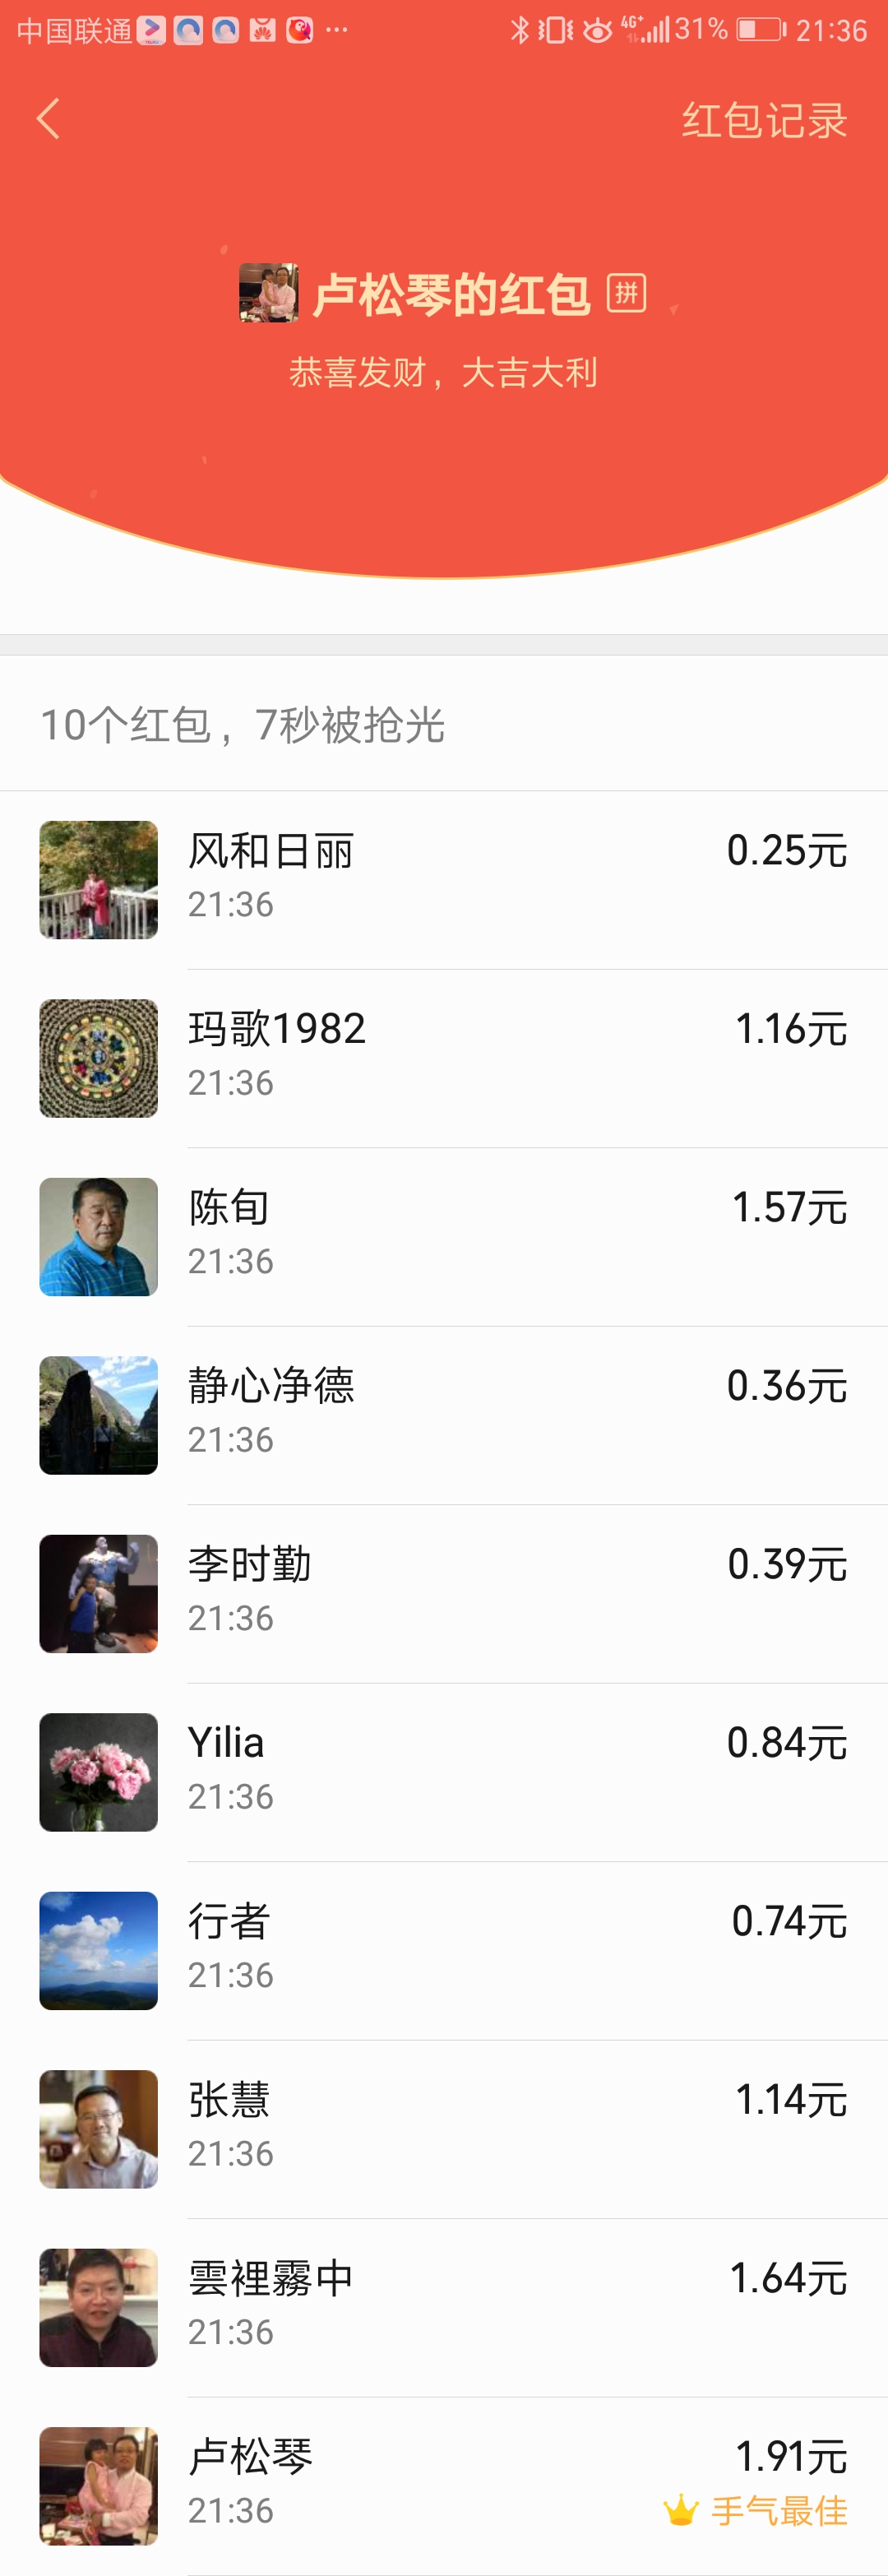 中国联通 ... 4G+ 31% 21:36
红包记录
卢松琴的红包 拼
恭喜发财，大吉大利
10个红包，7秒被抢光
风和日丽 0.25元
21:36
玛歌1982 1.16元
21:36
陈旬 1.57元
21:36
静心净德 0.36元
21:36
李时勤 0.39元
21:36
Yilia 0.84元
21:36
行者 0.74元
21:36
张慧 1.14元
21:36
雲裡霧中 1.64元
21:36
卢松琴 1.91元
21:36 手气最佳